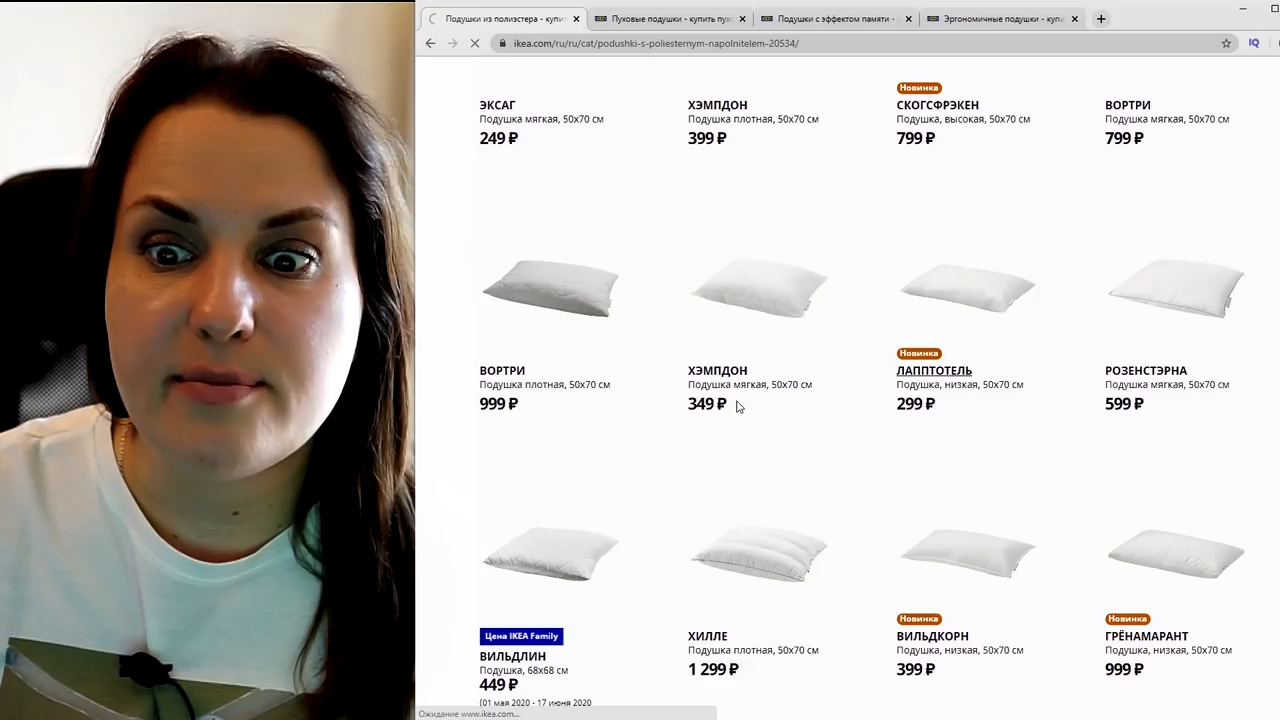 Подушки из полиэстера - купит
Пуховые подушки - купить пух
Подушки с эффектом памяти -
Эргономичные подушки - купи
ikea.com/ru/ru/cat/podushki-s-poliesternym-napolnitelem-20534/
IQ
Новинка
ЭКСАГ
Подушка мягкая, 50x70 см
249 ₽
ХЭМПДОН
Подушка плотная, 50x70 см
399 ₽
СКОГСФРЭКЕН
Подушка, высокая, 50x70 см
799 ₽
ВОРТРИ
Подушка мягкая, 50x70 см
799 ₽
ВОРТРИ
Подушка плотная, 50x70 см
999 ₽
ХЭМПДОН
Подушка мягкая, 50x70 см
349 ₽
Новинка
ЛАППТОТЕЛЬ
Подушка, низкая, 50x70 см
299 ₽
РОЗЕНСТЭРНА
Подушка мягкая, 50x70 см
599 ₽
Цена IKEA Family
ВИЛЬДЛИН
Подушка, 68x68 см
449 ₽
(01 мая 2020 - 17 июня 2020
ХИЛЛЕ
Подушка плотная, 50x70 см
1 299 ₽
Новинка
ВИЛЬДКОРН
Подушка, низкая, 50x70 см
399 ₽
Новинка
ГРЁНАМАРАНТ
Подушка, низкая, 50x70 см
999 ₽
Ожидание www.ikea.com...